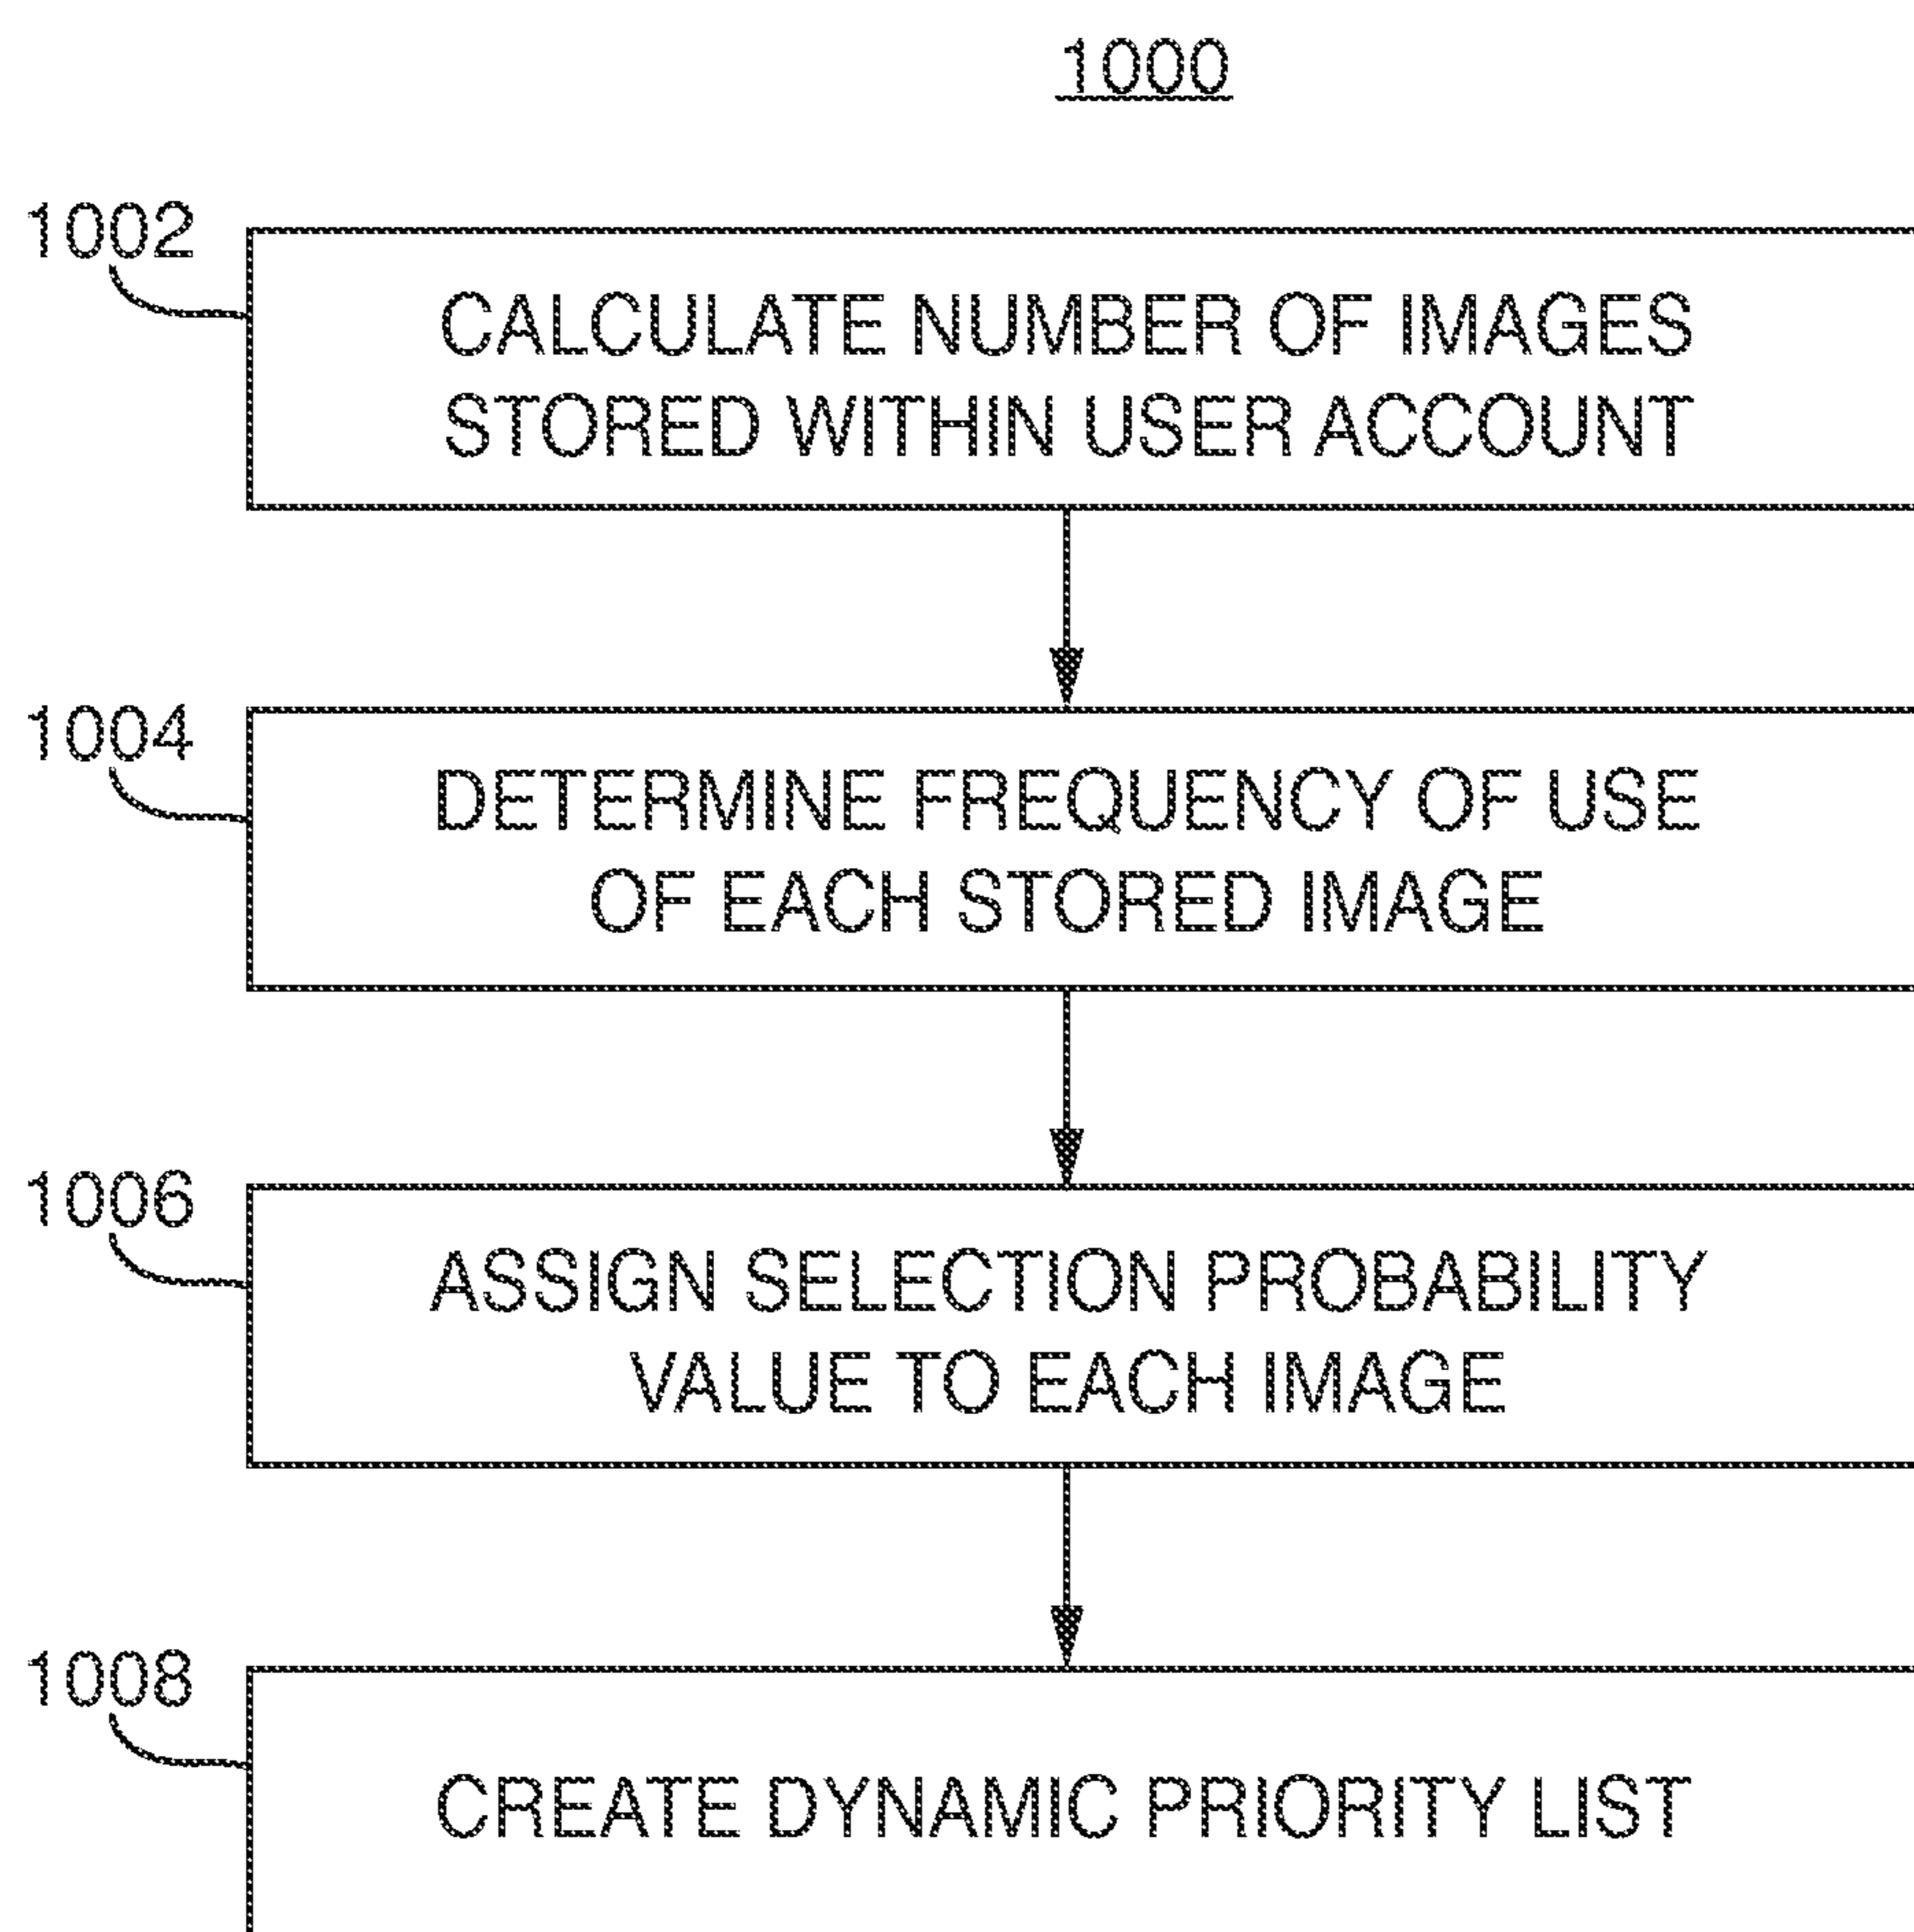 1000
1002
CALCULATE NUMBER OF IMAGES
STORED WITHIN USER ACCOUNT
1004
DETERMINE FREQUENCY OF USE
OF EACH STORED IMAGE
1006
ASSIGN SELECTION PROBABILITY
VALUE TO EACH IMAGE
1008
CREATE DYNAMIC PRIORITY LIST